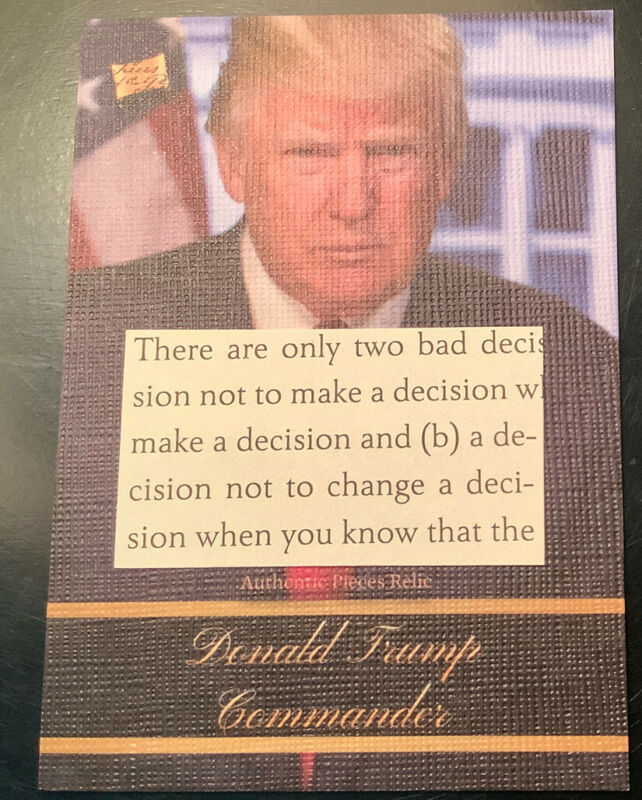 There are only two bad decis
sion not to make a decision wh
make a decision and (b) a de-
cision not to change a deci-
sion when you know that the
Authentic Pieces Relic
Donald Trump
Commander